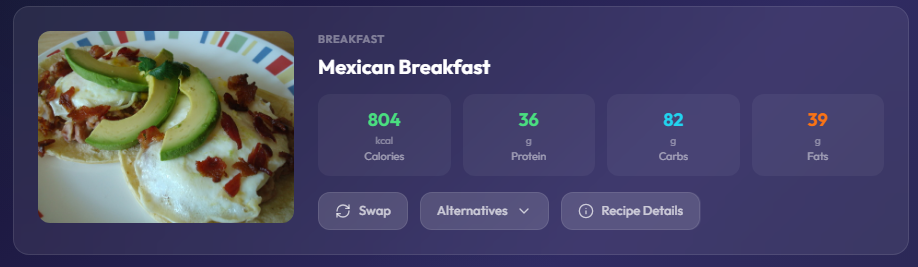 BREAKFAST
Mexican Breakfast
804
kcal
Calories
36
g
Protein
82
g
Carbs
39
g
Fats
Swap
Alternatives
Recipe Details